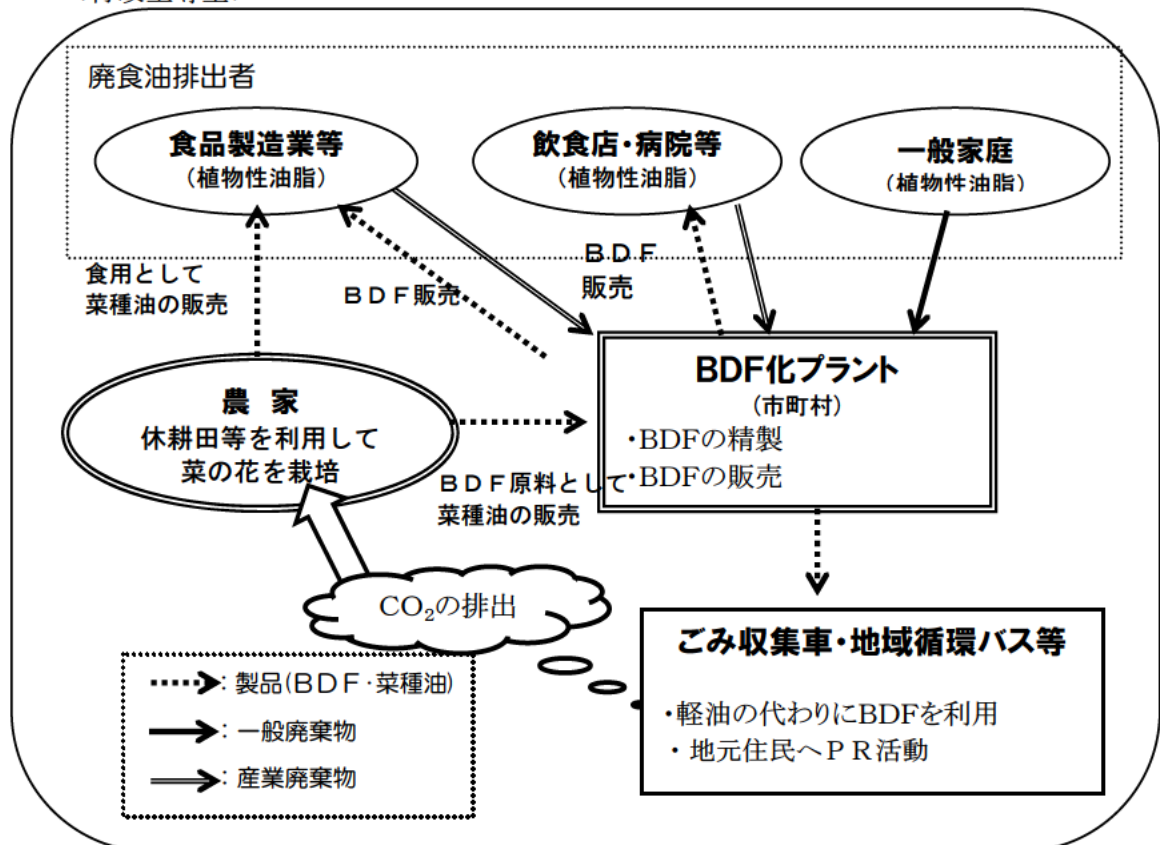 廃食油排出者
食品製造業等
(植物性油脂)
飲食店・病院等
(植物性油脂)
一般家庭
(植物性油脂)
食用として
菜種油の販売
ＢＤＦ販売
ＢＤＦ
販売
農 家
休耕田等を利用して
菜の花を栽培
BDF化プラント
(市町村)
・BDFの精製
・BDFの販売
ＢＤＦ原料として
菜種油の販売
CO₂の排出
ごみ収集車・地域循環バス等
・軽油の代わりにBDFを利用
・ 地元住民へＰＲ活動
：製品(ＢＤＦ・菜種油)
：一般廃棄物
：産業廃棄物